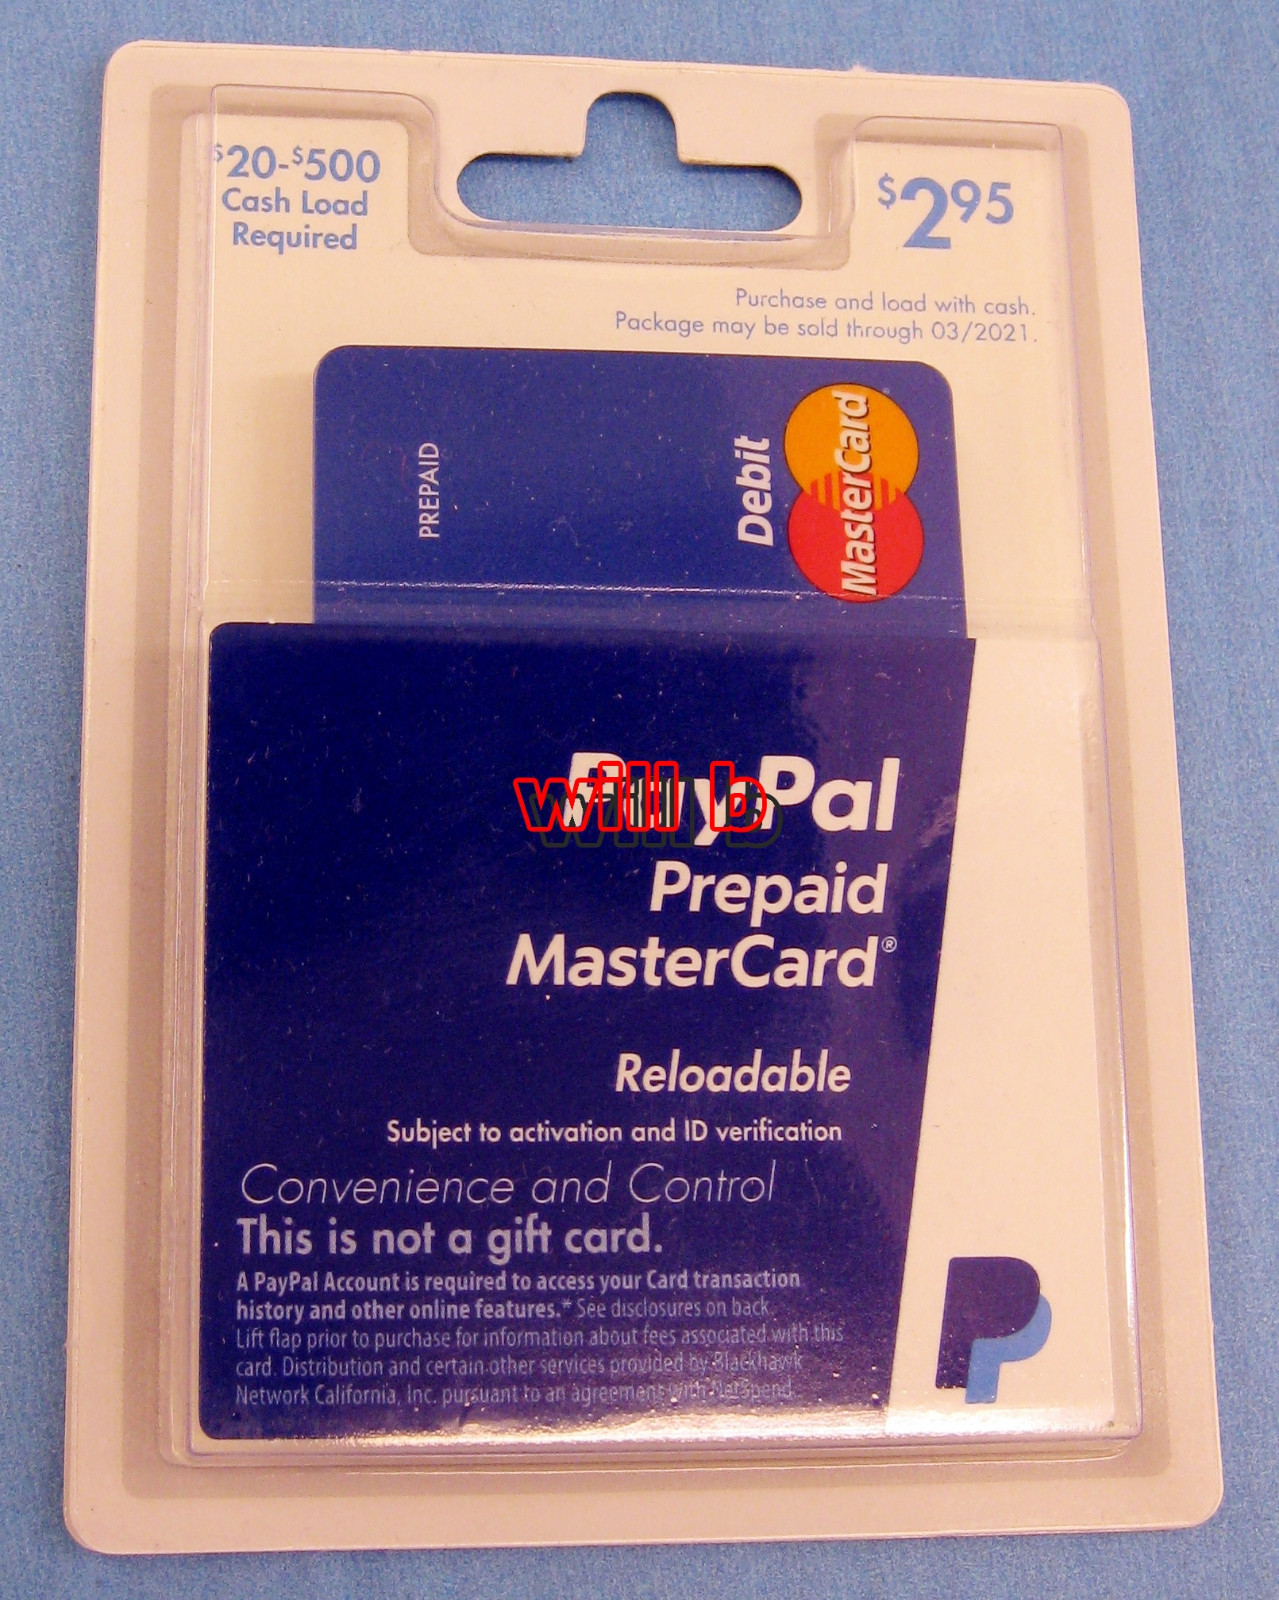 $20-$500
Cash Load
Required
$2.95
Purchase and load with cash.
Package may be sold through 03/2021.
PREPAID
Debit
MasterCard
PayPal
will b
Prepaid
MasterCard®
Reloadable
Subject to activation and ID verification
Convenience and Control
This is not a gift card.
A PayPal Account is required to access your Card transaction
history and other online features.* See disclosures on back.
Lift flap prior to purchase for information about fees associated with this
card. Distribution and certain other services provided by Blackhawk
Network California, Inc. pursuant to an agreement with NetSpend.